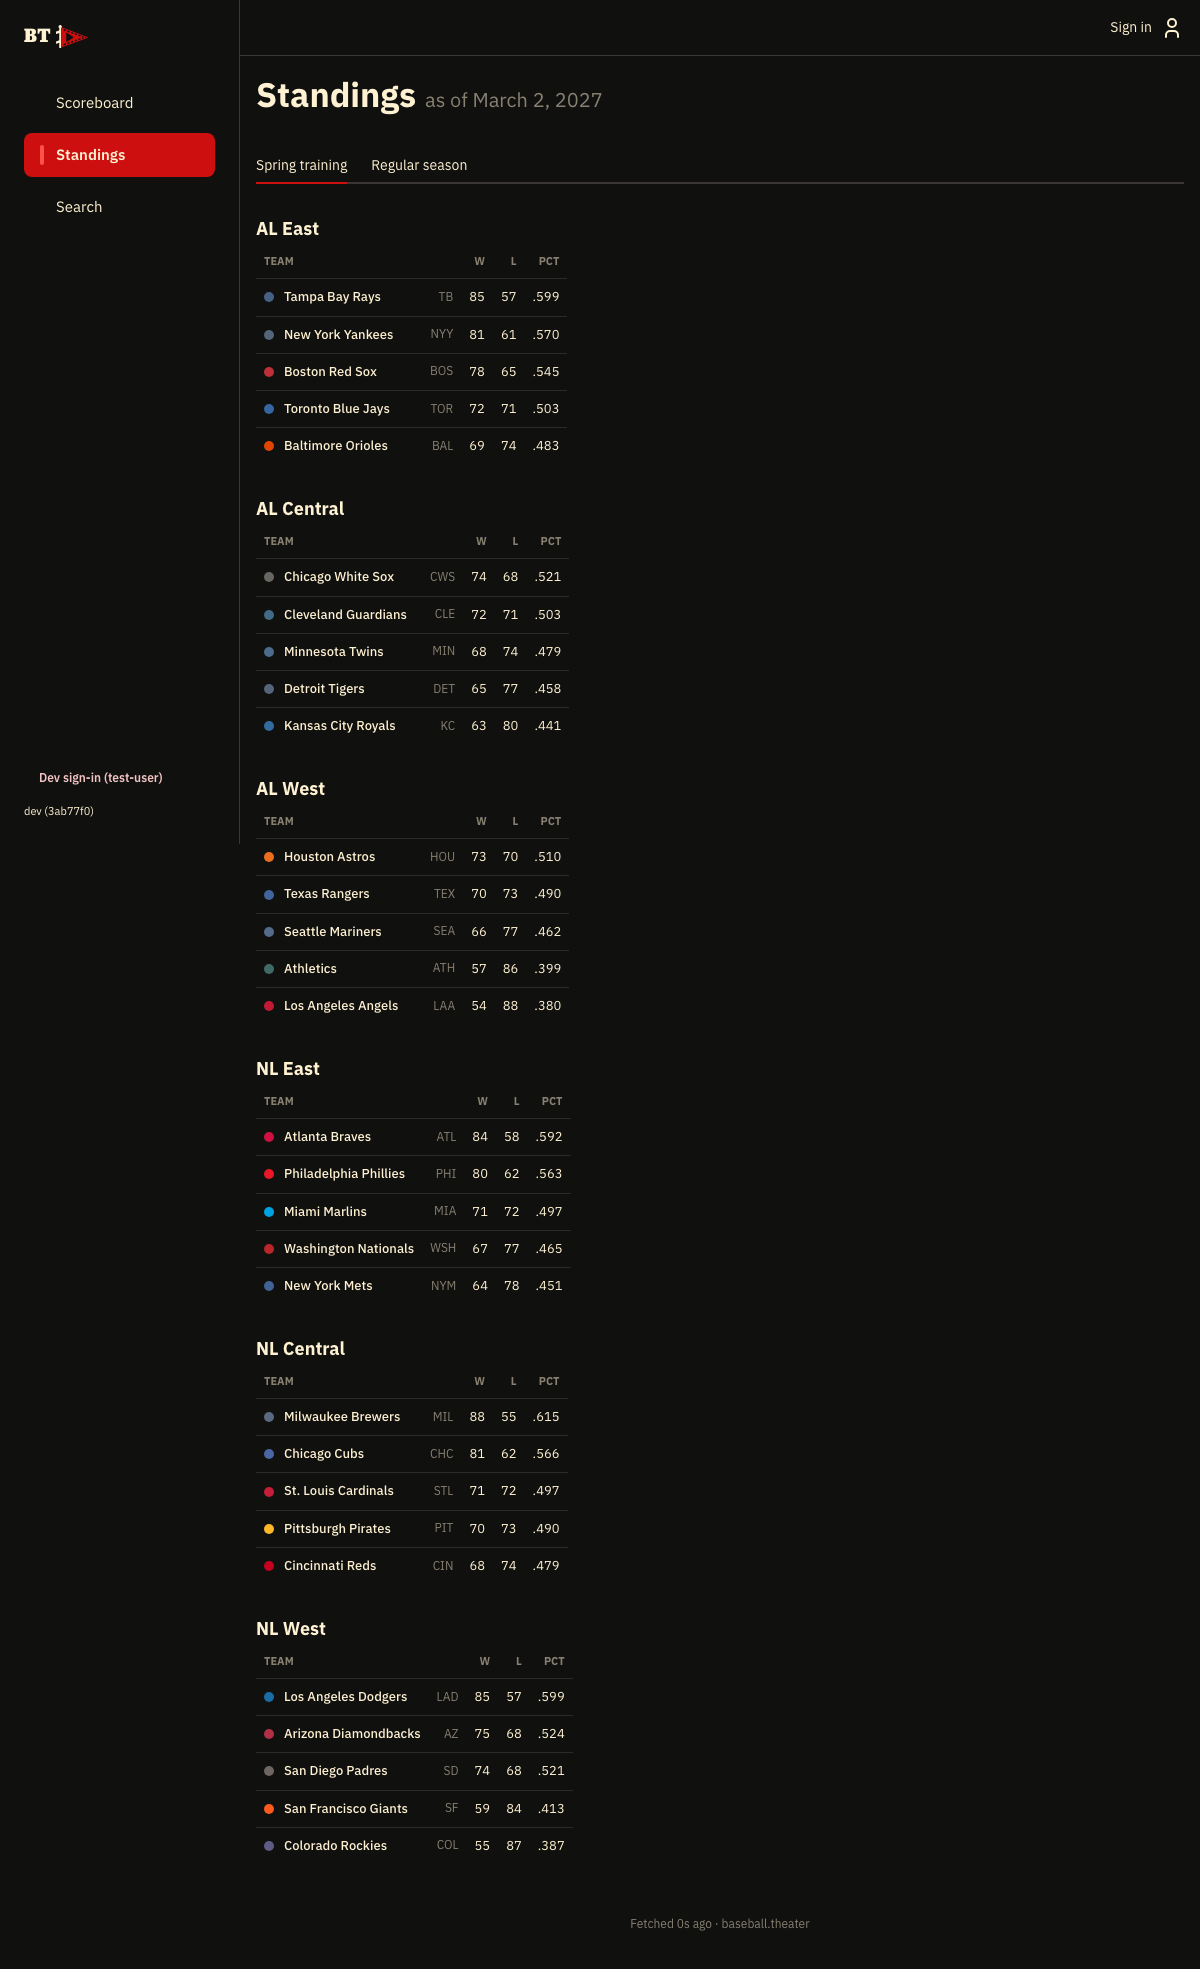 BT
Sign in
Scoreboard
Standings
Search
Dev sign-in (test-user)
dev (3ab77f0)
Standings as of March 2, 2027
Spring training Regular season
AL East
TEAM W L PCT
Tampa Bay Rays TB 85 57 .599
New York Yankees NYY 81 61 .570
Boston Red Sox BOS 78 65 .545
Toronto Blue Jays TOR 72 71 .503
Baltimore Orioles BAL 69 74 .483
AL Central
TEAM W L PCT
Chicago White Sox CWS 74 68 .521
Cleveland Guardians CLE 72 71 .503
Minnesota Twins MIN 68 74 .479
Detroit Tigers DET 65 77 .458
Kansas City Royals KC 63 80 .441
AL West
TEAM W L PCT
Houston Astros HOU 73 70 .510
Texas Rangers TEX 70 73 .490
Seattle Mariners SEA 66 77 .462
Athletics ATH 57 86 .399
Los Angeles Angels LAA 54 88 .380
NL East
TEAM W L PCT
Atlanta Braves ATL 84 58 .592
Philadelphia Phillies PHI 80 62 .563
Miami Marlins MIA 71 72 .497
Washington Nationals WSH 67 77 .465
New York Mets NYM 64 78 .451
NL Central
TEAM W L PCT
Milwaukee Brewers MIL 88 55 .615
Chicago Cubs CHC 81 62 .566
St. Louis Cardinals STL 71 72 .497
Pittsburgh Pirates PIT 70 73 .490
Cincinnati Reds CIN 68 74 .479
NL West
TEAM W L PCT
Los Angeles Dodgers LAD 85 57 .599
Arizona Diamondbacks AZ 75 68 .524
San Diego Padres SD 74 68 .521
San Francisco Giants SF 59 84 .413
Colorado Rockies COL 55 87 .387
Fetched 0s ago · baseball.theater